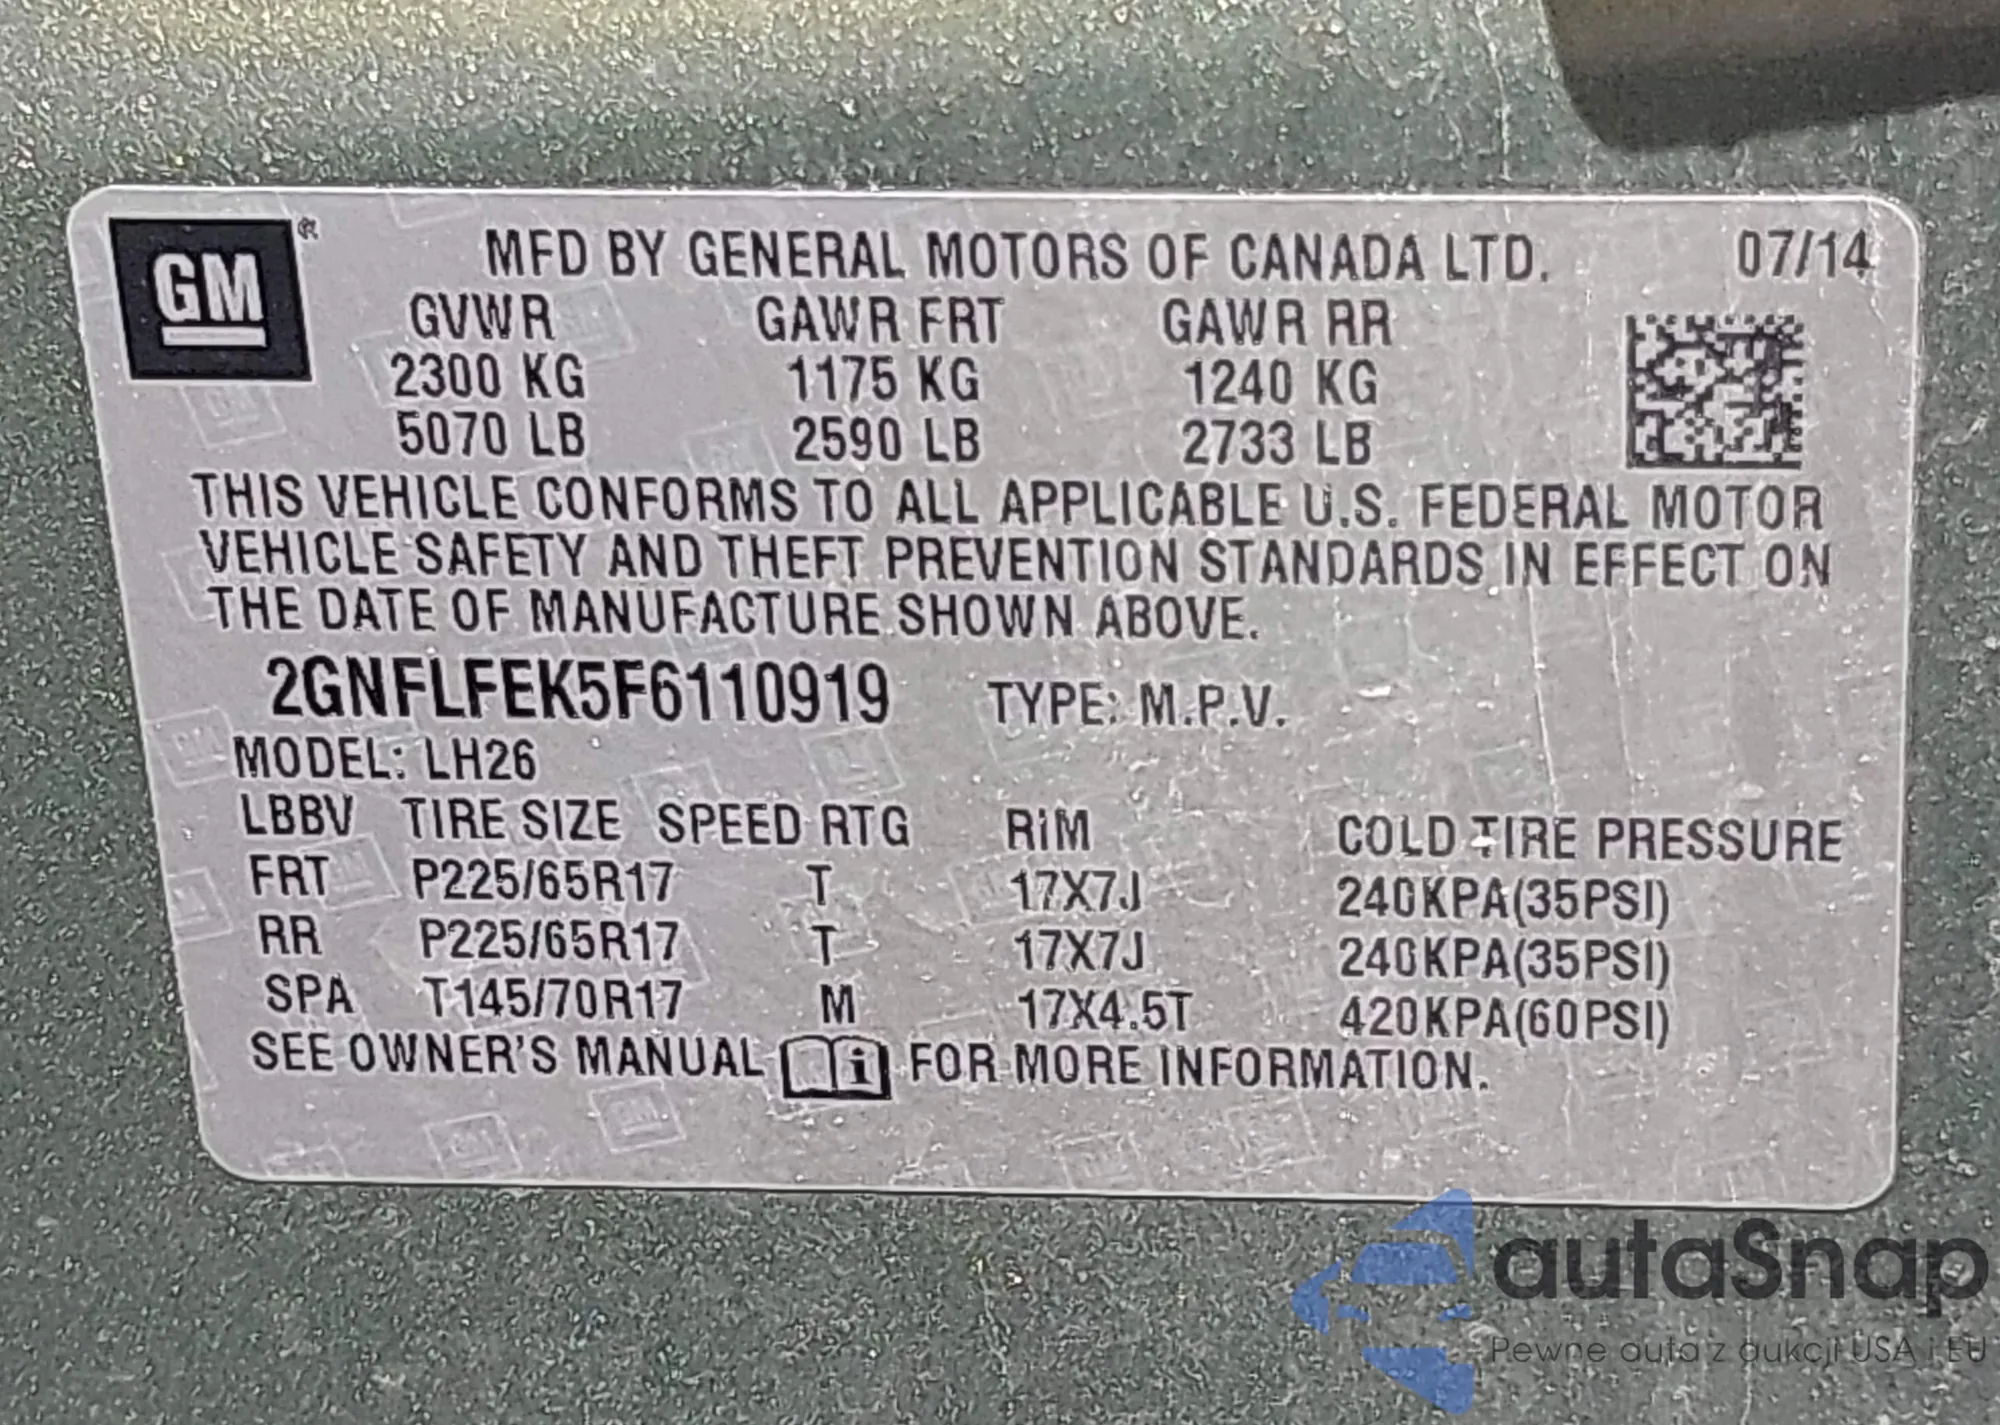 GM ® MFD BY GENERAL MOTORS OF CANADA LTD. 07/14
GVWR GAWR FRT GAWR RR
2300 KG 1175 KG 1240 KG
5070 LB 2590 LB 2733 LB
THIS VEHICLE CONFORMS TO ALL APPLICABLE U.S. FEDERAL MOTOR
VEHICLE SAFETY AND THEFT PREVENTION STANDARDS IN EFFECT ON
THE DATE OF MANUFACTURE SHOWN ABOVE.
2GNFLFEK5F6110919 TYPE: M.P.V.
MODEL: LH26
LBBV TIRE SIZE SPEED RTG RIM COLD TIRE PRESSURE
FRT P225/65R17 T 17X7J 240KPA(35PSI)
RR P225/65R17 T 17X7J 240KPA(35PSI)
SPA T145/70R17 M 17X4.5T 420KPA(60PSI)
SEE OWNER'S MANUAL i FOR MORE INFORMATION.
autaSnap
Pewne auta z aukcji USA i EU